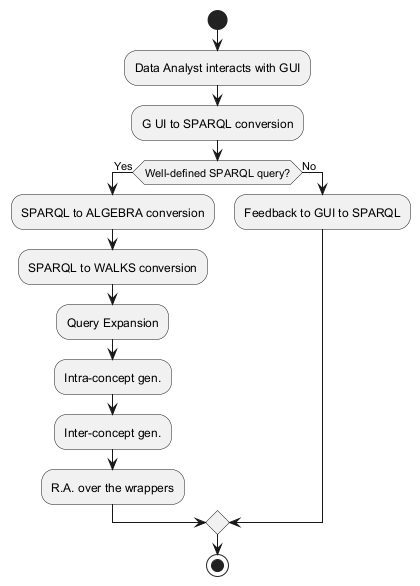 Data Analyst interacts with GUI
G UI to SPARQL conversion
Yes
Well-defined SPARQL query?
No
SPARQL to ALGEBRA conversion
Feedback to GUI to SPARQL
SPARQL to WALKS conversion
Query Expansion
Intra-concept gen.
Inter-concept gen.
R.A. over the wrappers